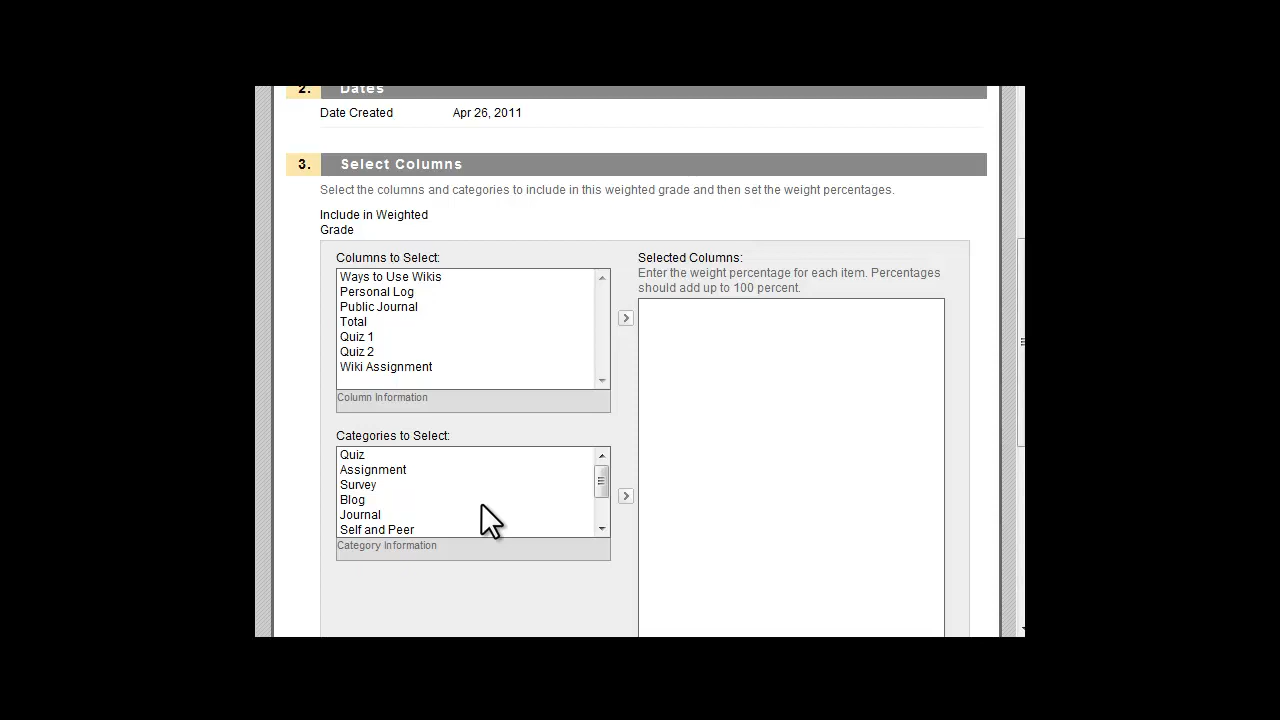 2. Dates
Date Created Apr 26, 2011
3. Select Columns
Select the columns and categories to include in this weighted grade and then set the weight percentages.
Include in Weighted
Grade
Columns to Select:
Ways to Use Wikis
Personal Log
Public Journal
Total
Quiz 1
Quiz 2
Wiki Assignment
Column Information
Categories to Select:
Quiz
Assignment
Survey
Blog
Journal
Self and Peer
Category Information
Selected Columns:
Enter the weight percentage for each item. Percentages
should add up to 100 percent.